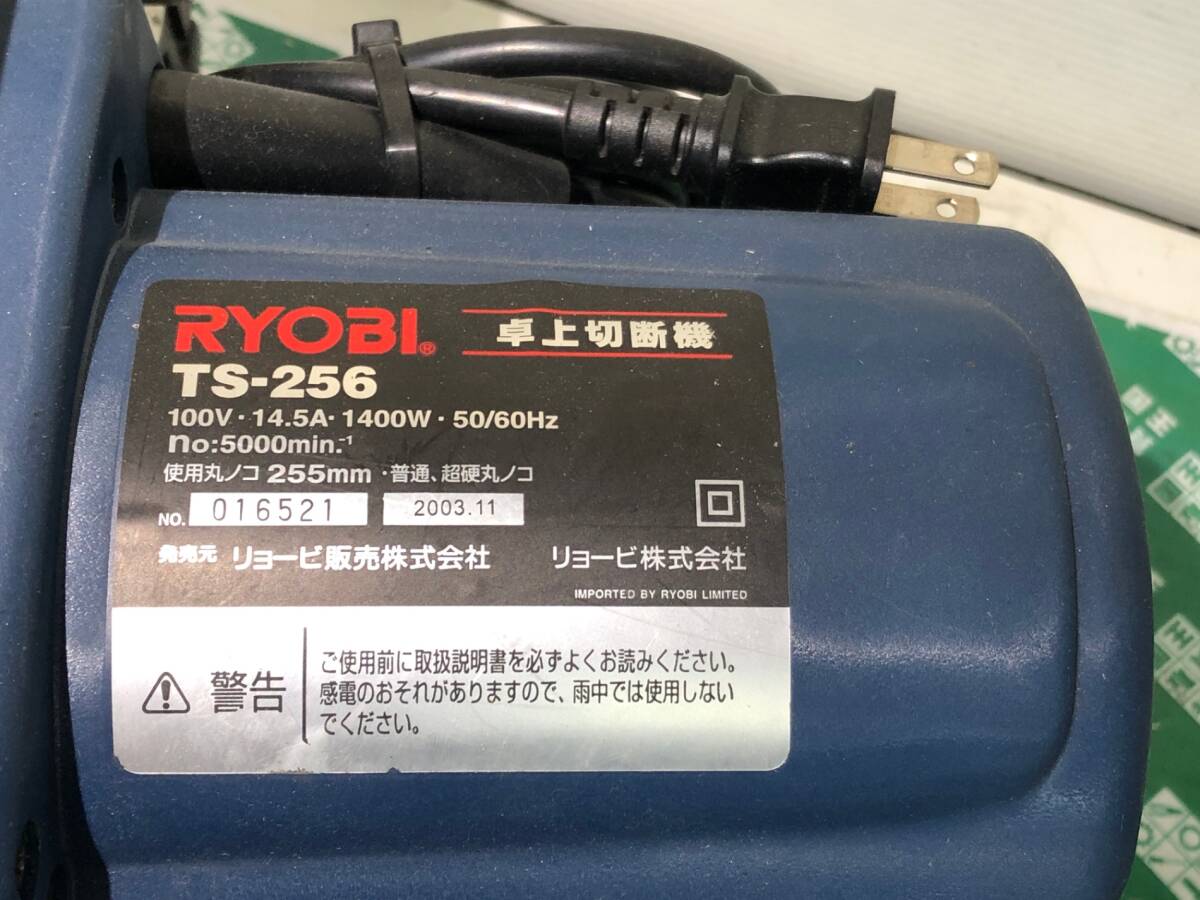 RYOBI® 卓上切断機
TS-256
100V・14.5A・1400W・50/60Hz
no:5000min.⁻¹
使用丸ノコ 255mm ・普通、超硬丸ノコ
NO. 016521 2003.11
発売元 リョービ販売株式会社 リョービ株式会社
IMPORTED BY RYOBI LIMITED
警告
ご使用前に取扱説明書を必ずよくお読みください。
感電のおそれがありますので、雨中では使用しない
でください。